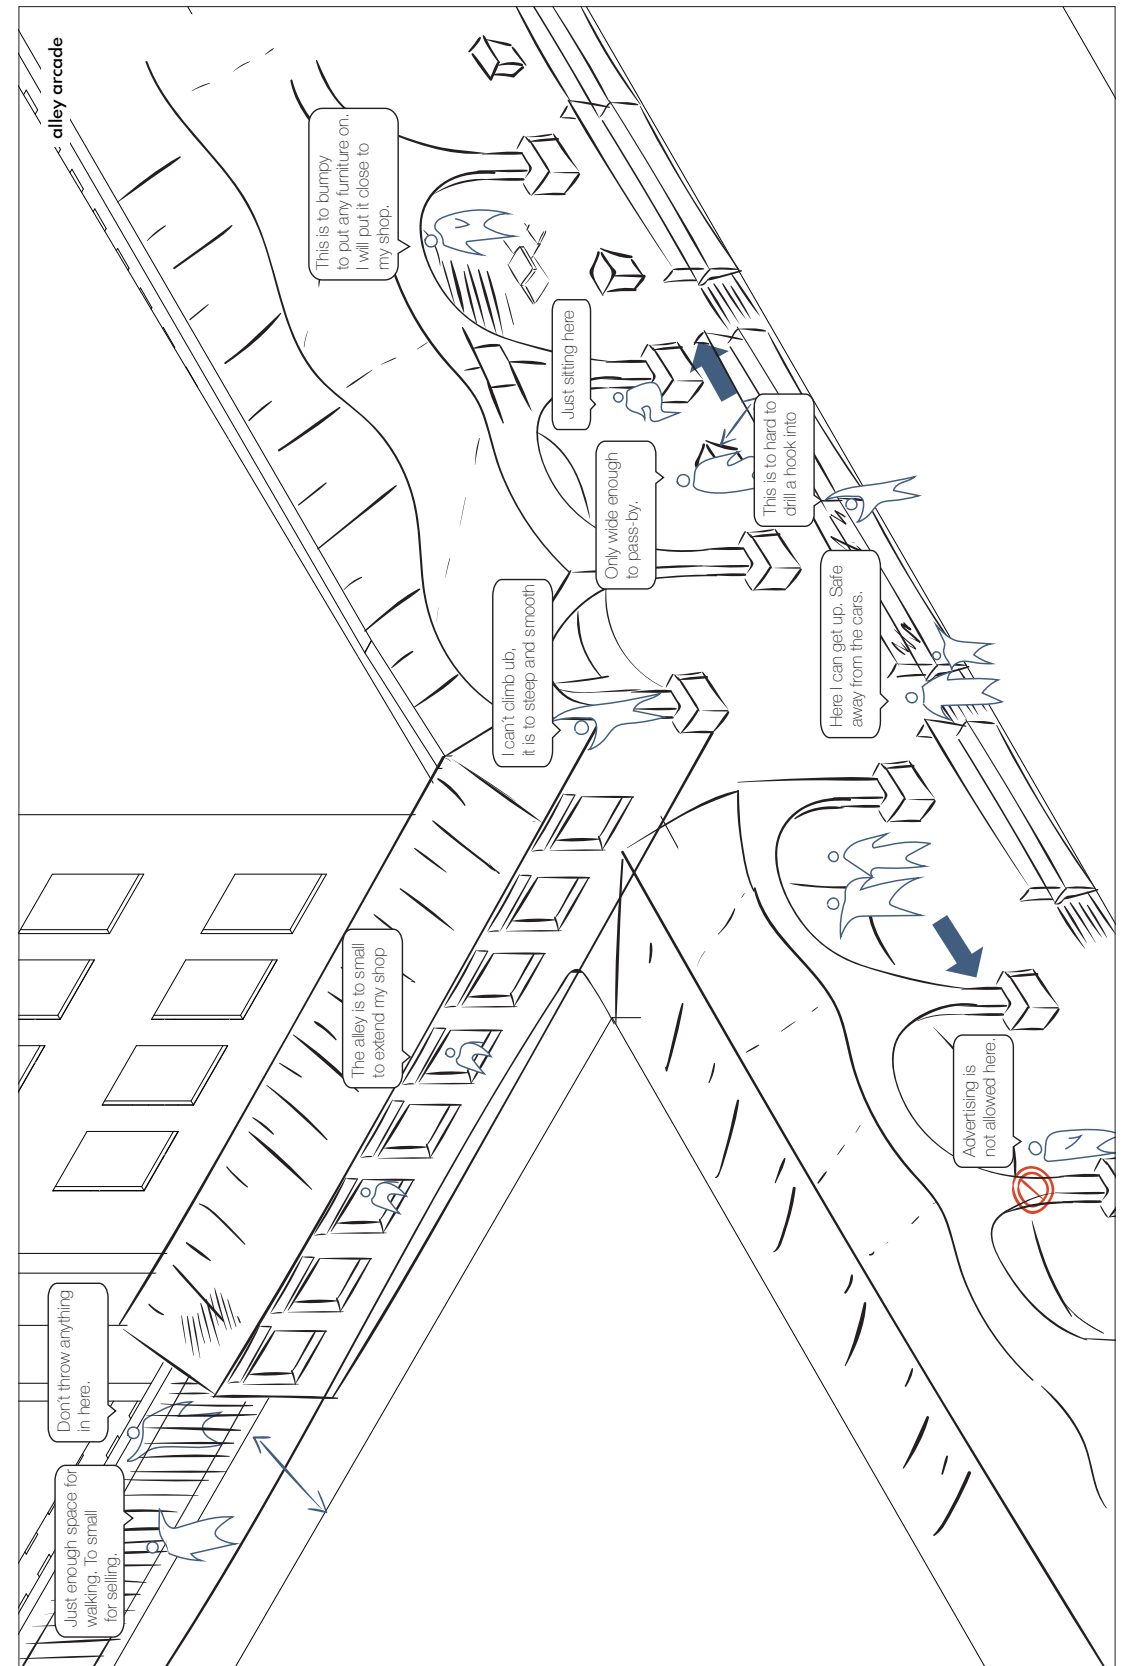 alley arcade
This is to bumpy
to put any furniture on.
I will put it close to
my shop.
Just sitting here
Only wide enough
to pass-by.
This is to hard to
drill a hook into
I can't climb ub,
it is to steep and smooth
Here I can get up. Safe
away from the cars.
The alley is to small
to extend my shop
Advertising is
not allowed here.
Don't throw anything
in here.
Just enough space for
walking. To small
for selling.